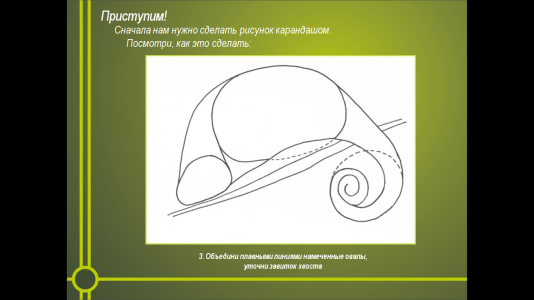 Приступим!
Сначала нам нужно сделать рисунок карандашом.
Посмотри, как это сделать:
3. Объедини плавными линиями намеченные овалы,
уточни завиток хвоста